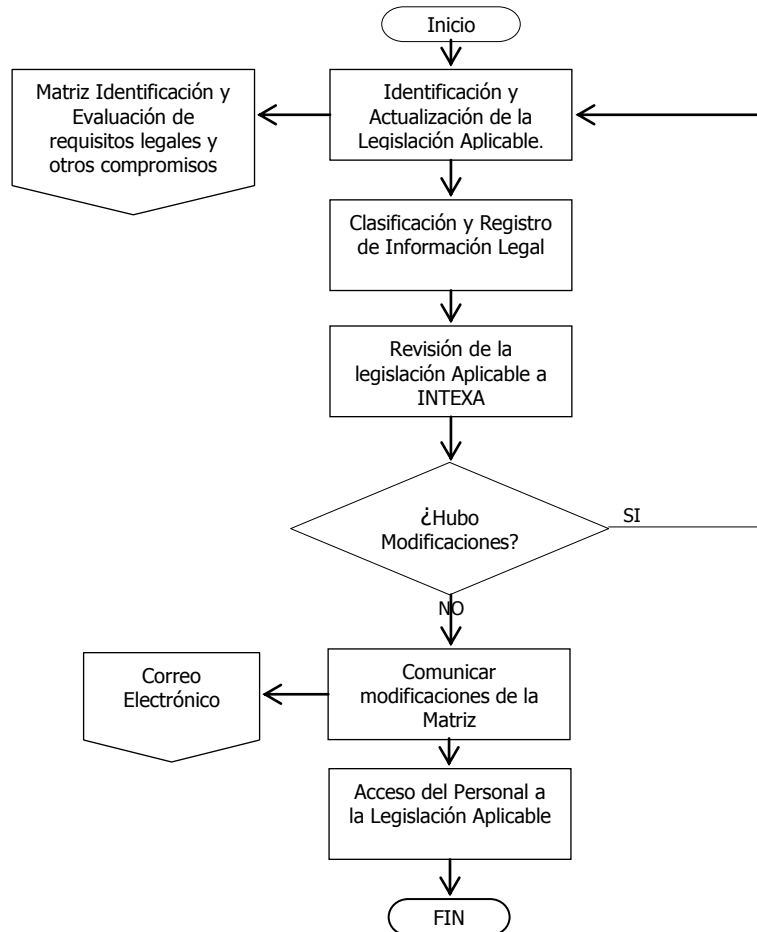 Inicio
Matriz Identificación y
Evaluación de
requisitos legales y
otros compromisos
Identificación y
Actualización de la
Legislación Aplicable.
Clasificación y Registro
de Información Legal
Revisión de la
legislación Aplicable a
INTEXA
¿Hubo
Modificaciones?
SI
NO
Correo
Electrónico
Comunicar
modificaciones de la
Matriz
Acceso del Personal a
la Legislación Aplicable
FIN